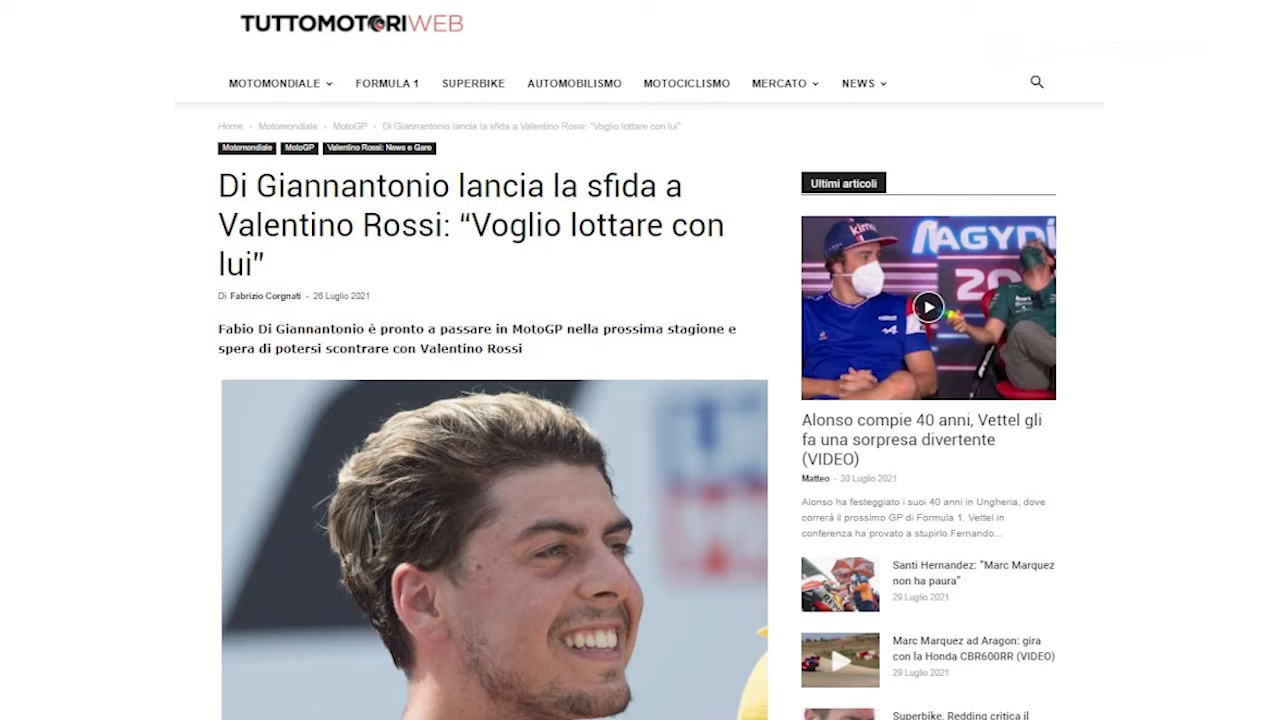 TUTTOMOTORIWEB
MOTOMONDIALE FORMULA 1 SUPERBIKE AUTOMOBILISMO MOTOCICLISMO MERCATO NEWS
Home › Motomondiale › MotoGP › Di Giannantonio lancia la sfida a Valentino Rossi: "Voglio lottare con lui"
Motomondiale MotoGP Valentino Rossi: News e Gare
Di Giannantonio lancia la sfida a
Valentino Rossi: “Voglio lottare con
lui”
Di Fabrizio Corgnati - 26 Luglio 2021
Fabio Di Giannantonio è pronto a passare in MotoGP nella prossima stagione e
spera di potersi scontrare con Valentino Rossi
Ultimi articoli
kimo
MAGYDÍ
20
Alonso compie 40 anni, Vettel gli
fa una sorpresa divertente
(VIDEO)
Matteo - 30 Luglio 2021
Alonso ha festeggiato i suoi 40 anni in Ungheria, dove
correrá il prossimo GP di Formula 1. Vettel in
conferenza ha provato a stupirlo.Fernando...
Santi Hernandez: "Marc Marquez
non ha paura"
29 Luglio 2021
Marc Marquez ad Aragon: gira
con la Honda CBR600RR (VIDEO)
29 Luglio 2021
Superbike, Redding critica il